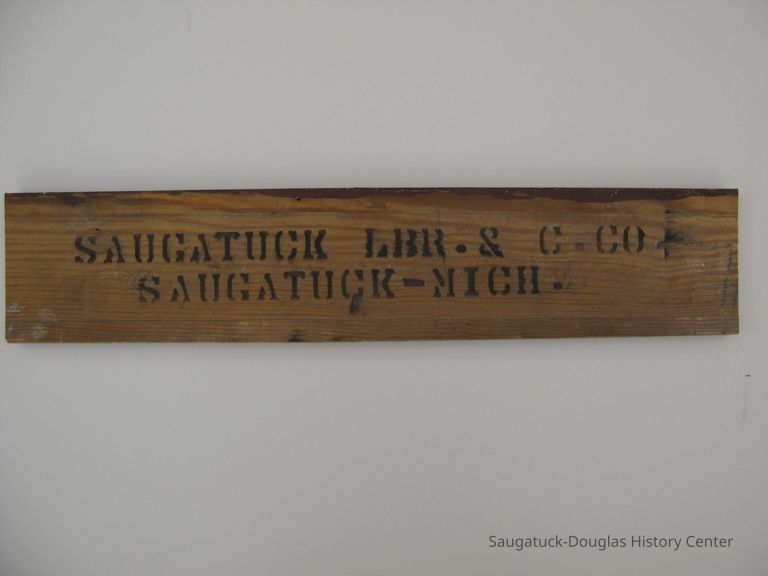 SAUGATUCK LBR. & C. CO.
SAUGATUCK-MICH.
Saugatuck-Douglas History Center